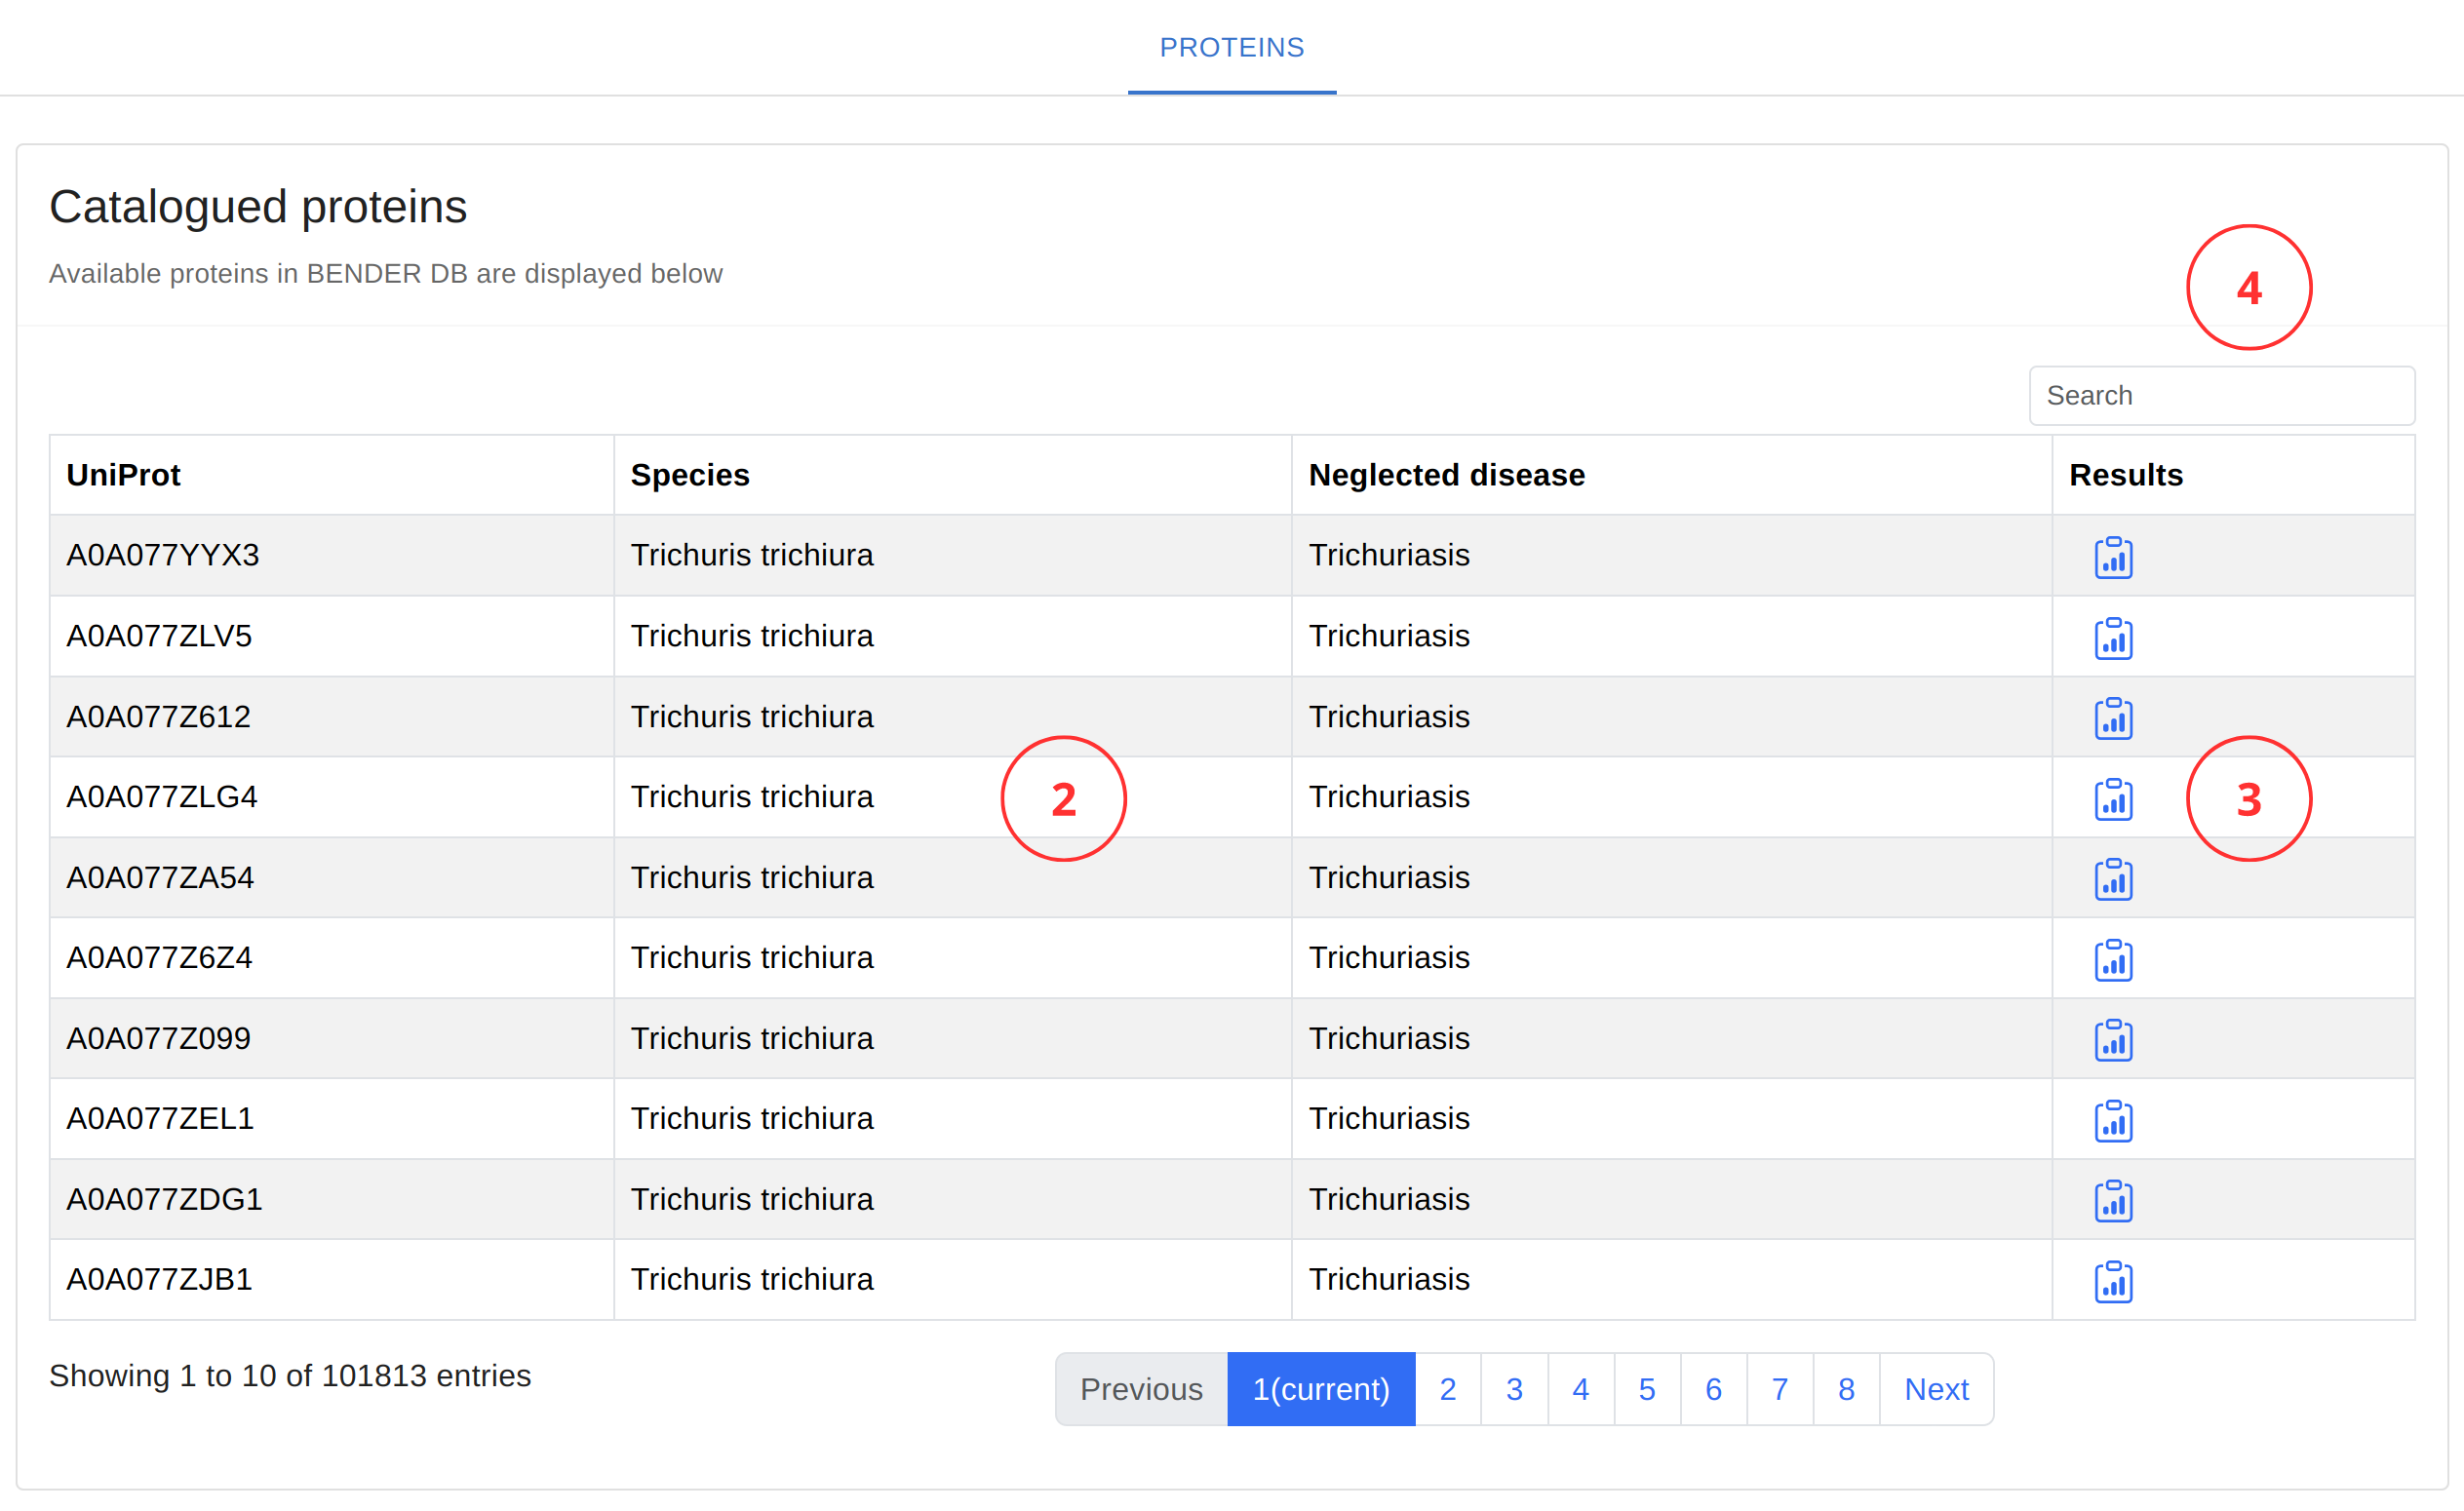 PROTEINS
Catalogued proteins
Available proteins in BENDER DB are displayed below
4
Search
UniProt Species Neglected disease Results
A0A077YYX3 Trichuris trichiura Trichuriasis
A0A077ZLV5 Trichuris trichiura Trichuriasis
A0A077Z612 Trichuris trichiura Trichuriasis
A0A077ZLG4 Trichuris trichiura 2 Trichuriasis 3
A0A077ZA54 Trichuris trichiura Trichuriasis
A0A077Z6Z4 Trichuris trichiura Trichuriasis
A0A077Z099 Trichuris trichiura Trichuriasis
A0A077ZEL1 Trichuris trichiura Trichuriasis
A0A077ZDG1 Trichuris trichiura Trichuriasis
A0A077ZJB1 Trichuris trichiura Trichuriasis
Showing 1 to 10 of 101813 entries Previous 1(current) 2 3 4 5 6 7 8 Next